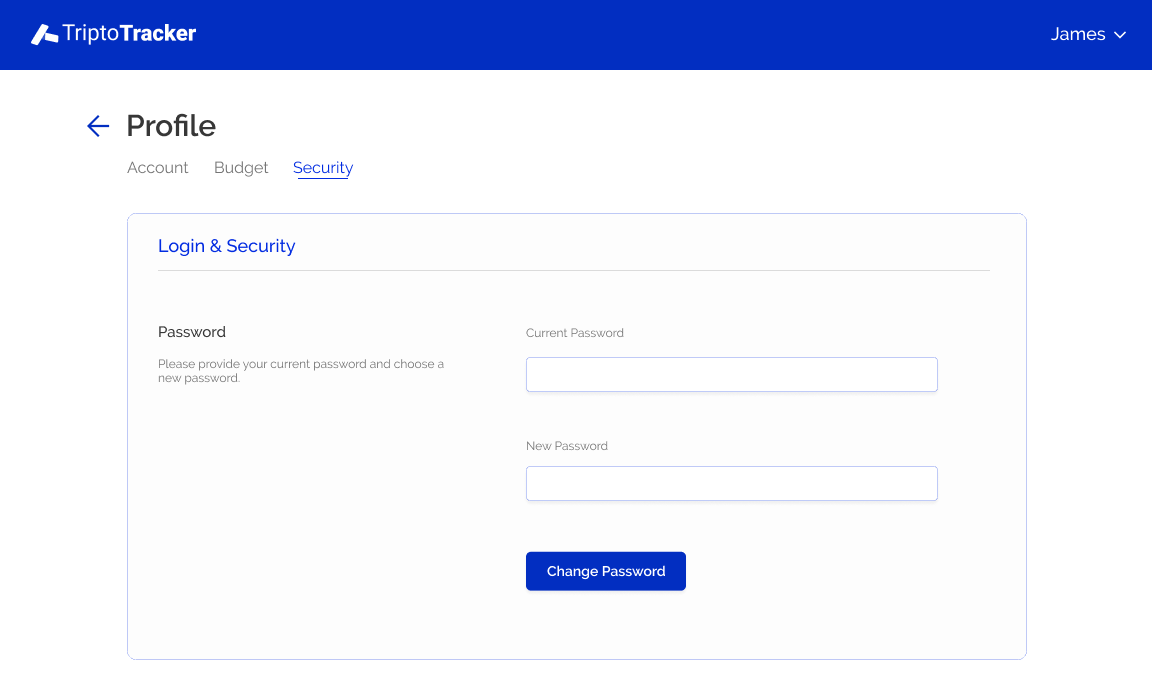 TriptoTracker
James
Profile
Account Budget Security
Login & Security
Password
Please provide your current password and choose a
new password.
Current Password
New Password
Change Password